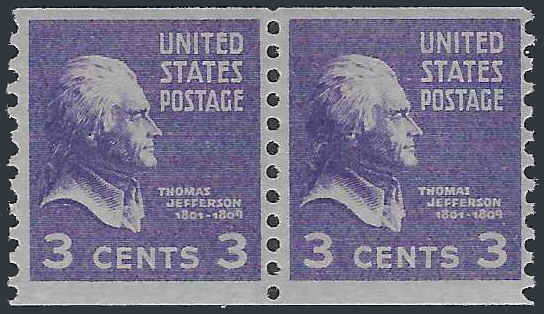 UNITED
STATES
POSTAGE
THOMAS
JEFFERSON
1801-1809
3 CENTS 3
UNITED
STATES
POSTAGE
THOMAS
JEFFERSON
1801-1809
3 CENTS 3